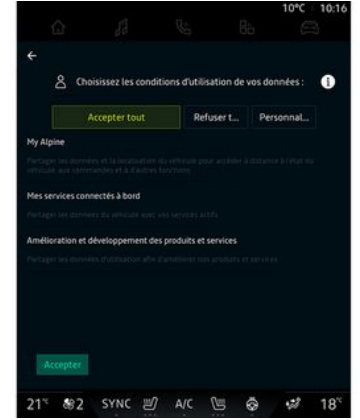 10°C 10:16
Choisissez les conditions d'utilisation de vos données :
Accepter tout
Refuser t...
Personnal...
My Alpine
Partager les données et la localisation du véhicule pour accéder à distance à l'état du
véhicule, aux commandes et à d'autres fonctions
Mes services connectés à bord
Partager les données du véhicule avec vos services actifs
Amélioration et développement des produits et services
Partager les données d'utilisation afin d'améliorer nos produits et services
Accepter
21°C 2 SYNC A/C 18°C